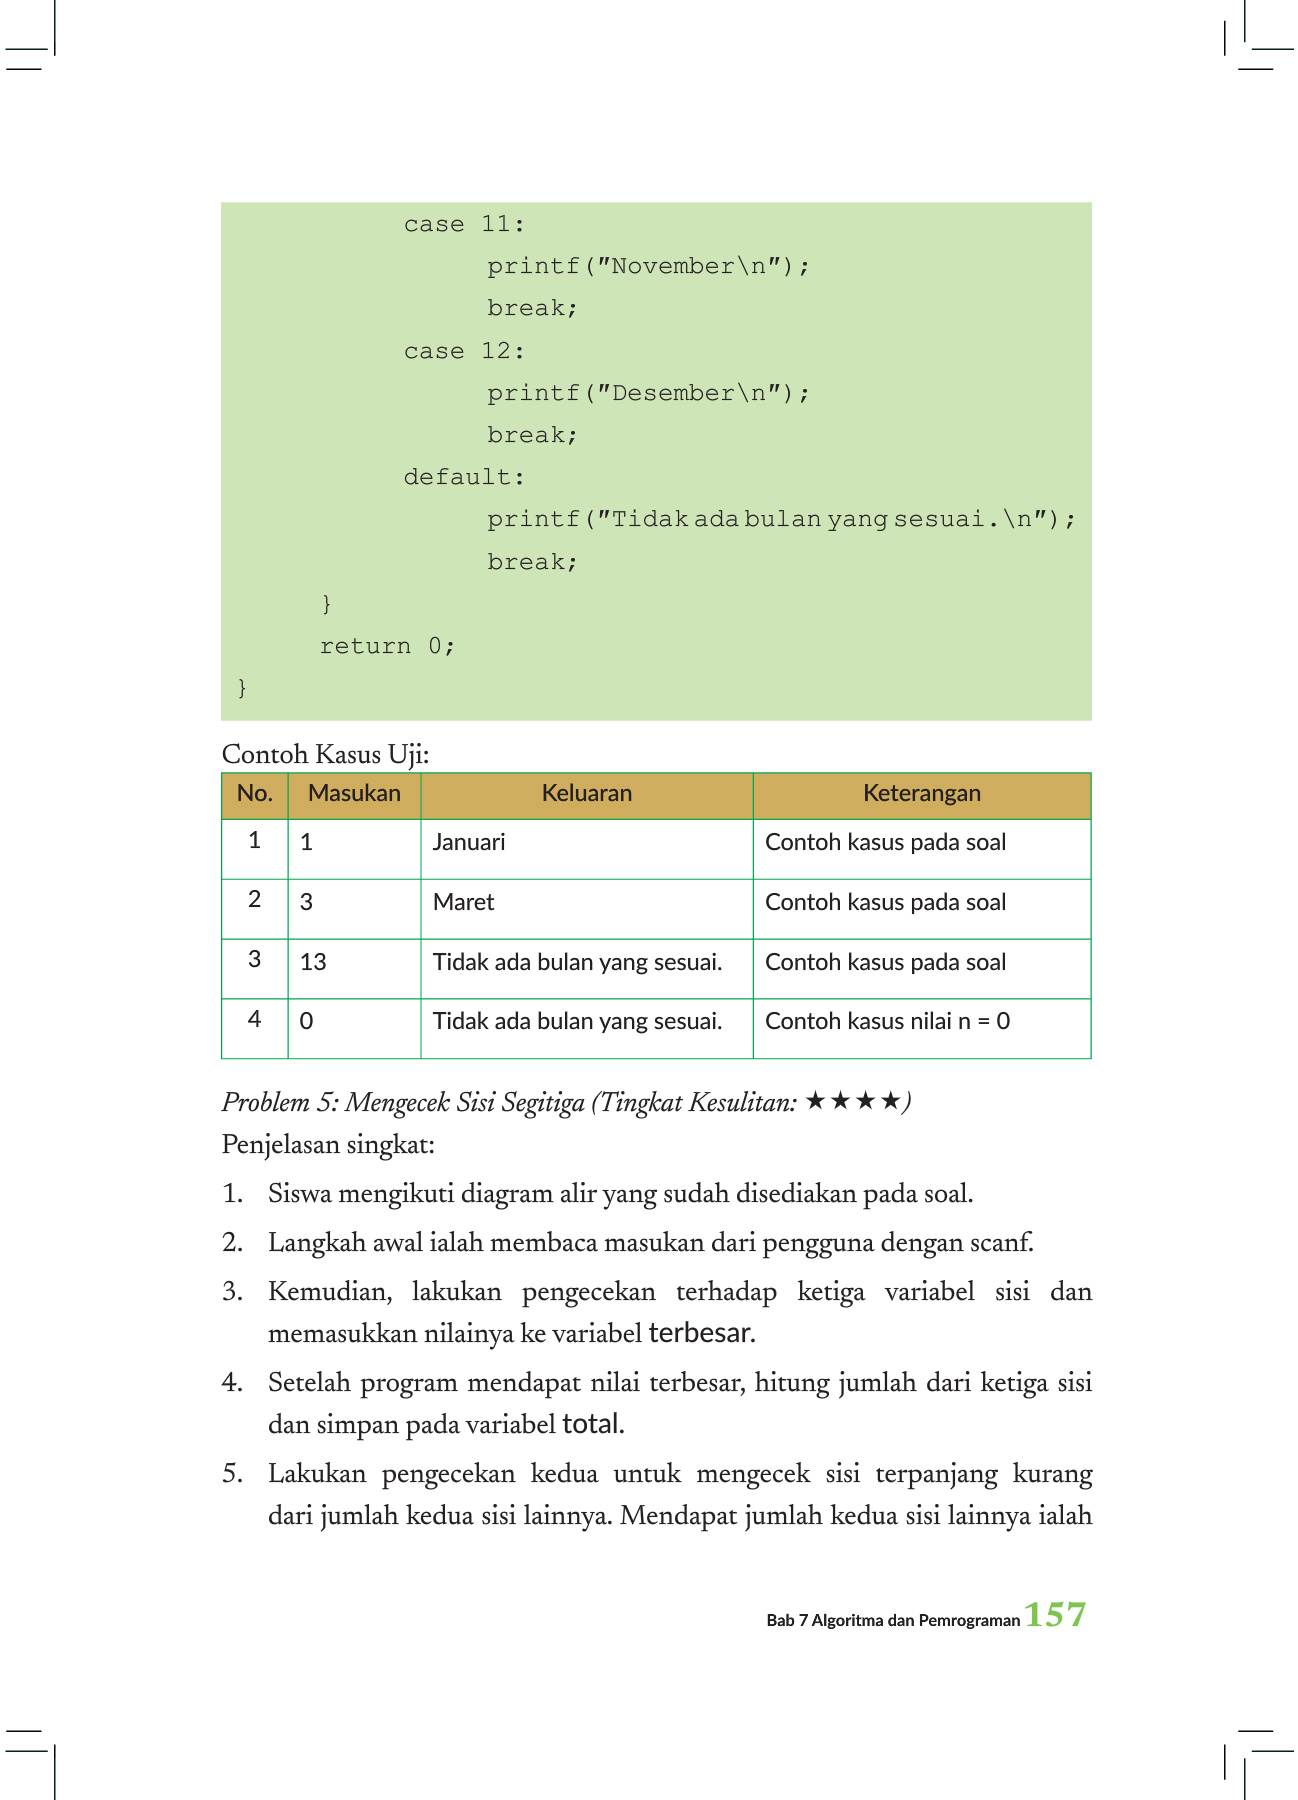 case 11:
printf("November\n");
break;
case 12:
printf("Desember\n");
break;
default:
printf("Tidak ada bulan yang sesuai.\n");
break;
}
return 0;
}
Contoh Kasus Uji:
No. Masukan Keluaran Keterangan
1 1 Januari Contoh kasus pada soal
2 3 Maret Contoh kasus pada soal
3 13 Tidak ada bulan yang sesuai. Contoh kasus pada soal
4 0 Tidak ada bulan yang sesuai. Contoh kasus nilai n = 0
Problem 5: Mengecek Sisi Segitiga (Tingkat Kesulitan: ★★★★)
Penjelasan singkat:
1. Siswa mengikuti diagram alir yang sudah disediakan pada soal.
2. Langkah awal ialah membaca masukan dari pengguna dengan scanf.
3. Kemudian, lakukan pengecekan terhadap ketiga variabel sisi dan
memasukkan nilainya ke variabel terbesar.
4. Setelah program mendapat nilai terbesar, hitung jumlah dari ketiga sisi
dan simpan pada variabel total.
5. Lakukan pengecekan kedua untuk mengecek sisi terpanjang kurang
dari jumlah kedua sisi lainnya. Mendapat jumlah kedua sisi lainnya ialah
Bab 7 Algoritma dan Pemrograman 157